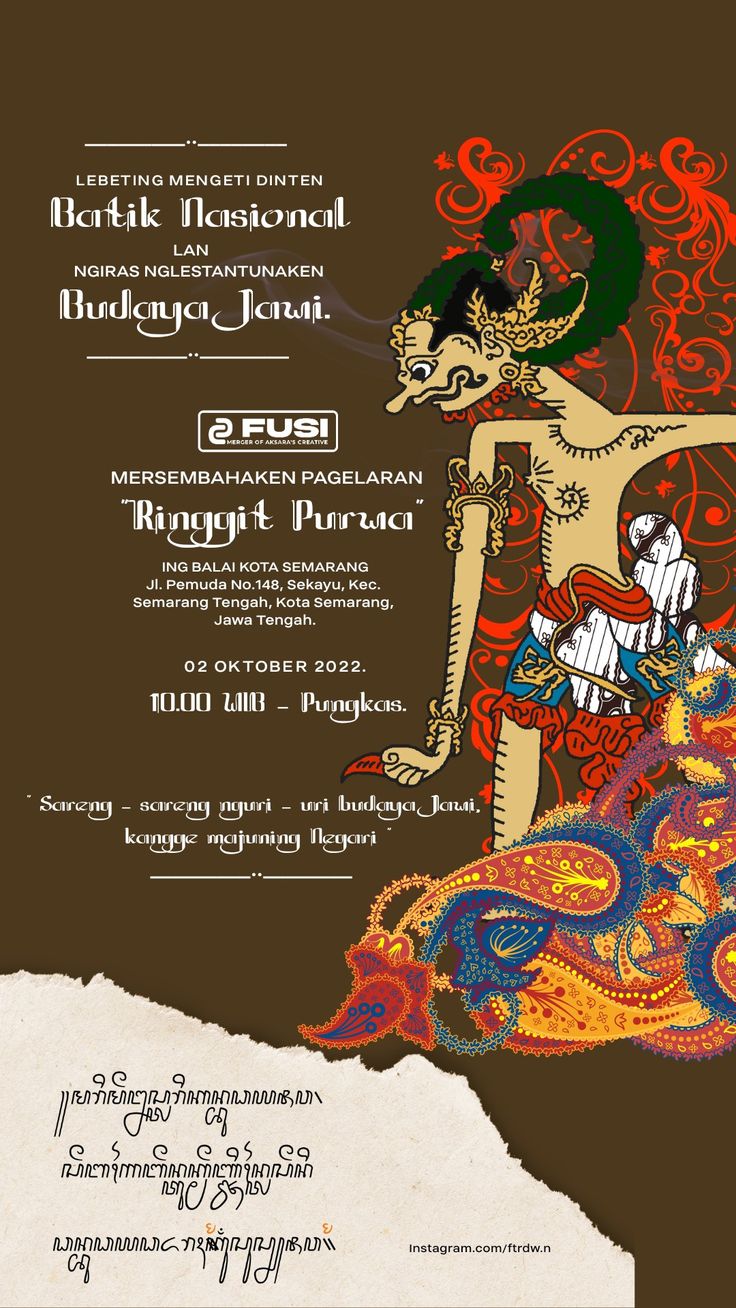 LEBETING MENGETI DINTEN
Batik Nasional
LAN
NGIRAS NGLESTANTUNAKEN
Budaya Jawi.
FUSI
MERGER OF AKSARA'S CREATIVE
MERSEMBAHAKEN PAGELARAN
"Ringgit Purwa"
ING BALAI KOTA SEMARANG
Jl. Pemuda No.148, Sekayu, Kec.
Semarang Tengah, Kota Semarang,
Jawa Tengah.
02 OKTOBER 2022.
10.00 WIB - Pungkas.
" Sareng - sareng nguri - uri budaya Jawi,
kangge majuning Negari "
Instagram.com/ftrdw.n